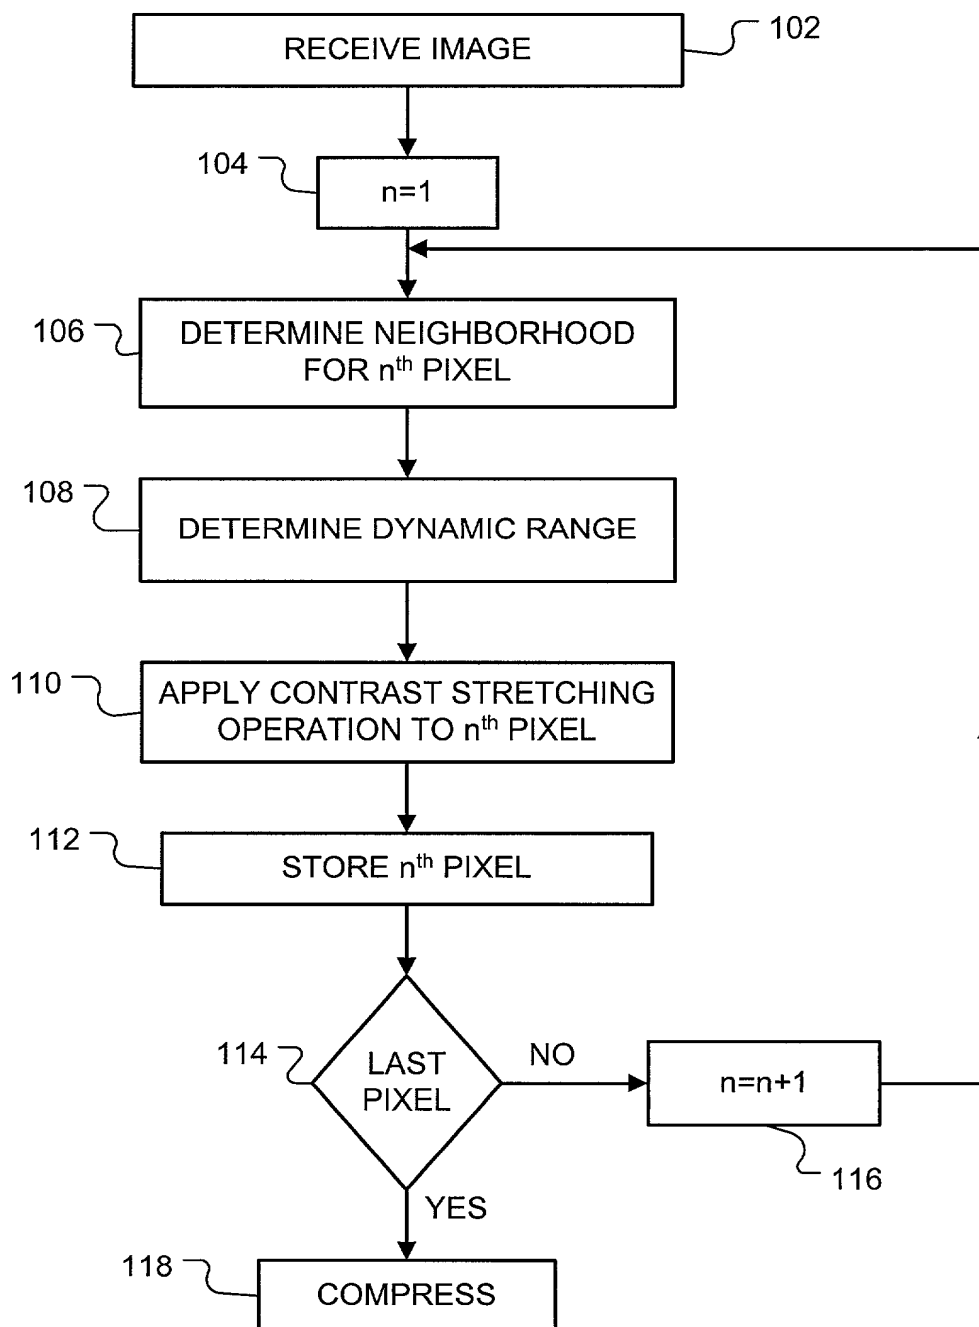 RECEIVE IMAGE
102
104
n=1
106
DETERMINE NEIGHBORHOOD
FOR nth PIXEL
108
DETERMINE DYNAMIC RANGE
110
APPLY CONTRAST STRETCHING
OPERATION TO nth PIXEL
112
STORE nth PIXEL
114
LAST
PIXEL
NO
n=n+1
116
YES
118
COMPRESS